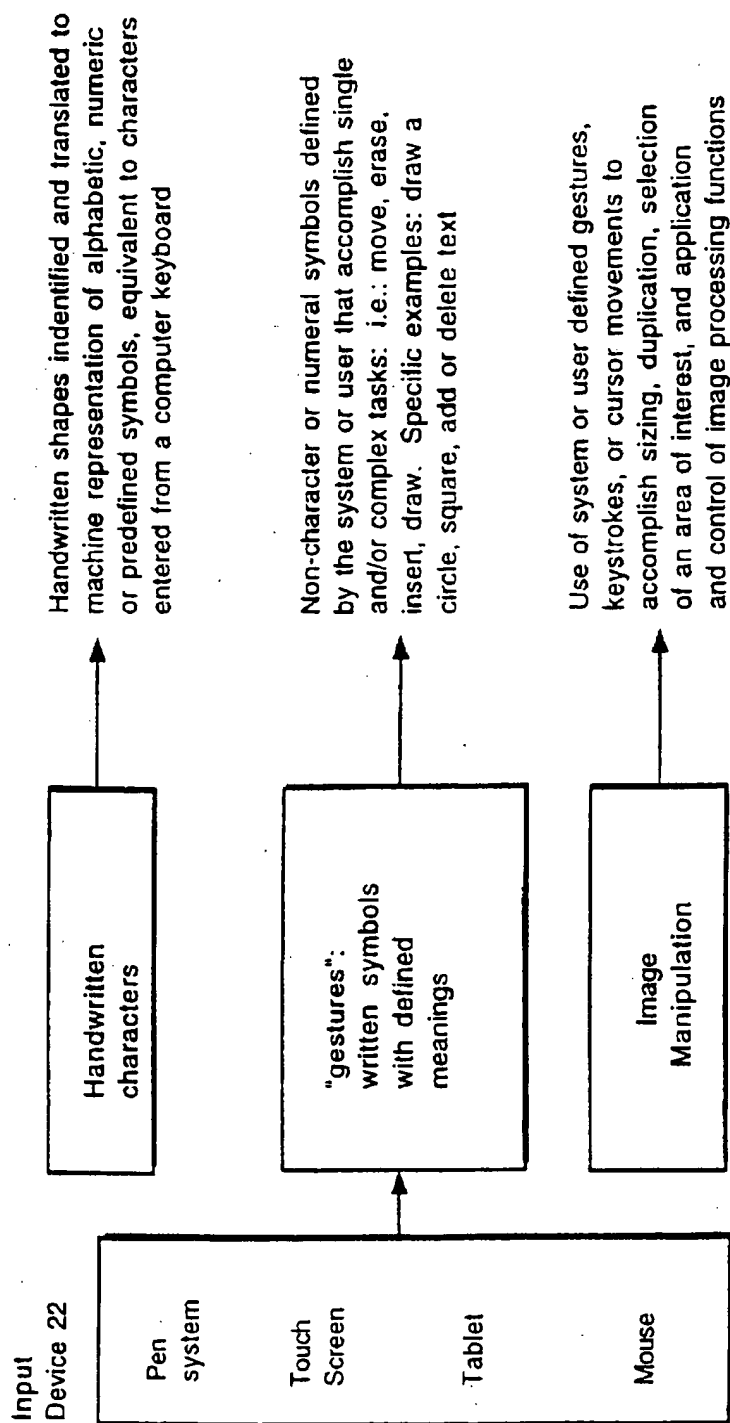 Input
Device 22
Pen
system
Touch
Screen
Tablet
Mouse
Handwritten
characters
"gestures":
written symbols
with defined
meanings
Image
Manipulation
Handwritten shapes indentified and translated to
machine representation of alphabetic, numeric
or predefined symbols, equivalent to characters
entered from a computer keyboard
Non-character or numeral symbols defined
by the system or user that accomplish single
and/or complex tasks: i.e.: move, erase,
insert, draw. Specific examples: draw a
circle, square, add or delete text
Use of system or user defined gestures,
keystrokes, or cursor movements to
accomplish sizing, duplication, selection
of an area of interest, and application
and control of image processing functions